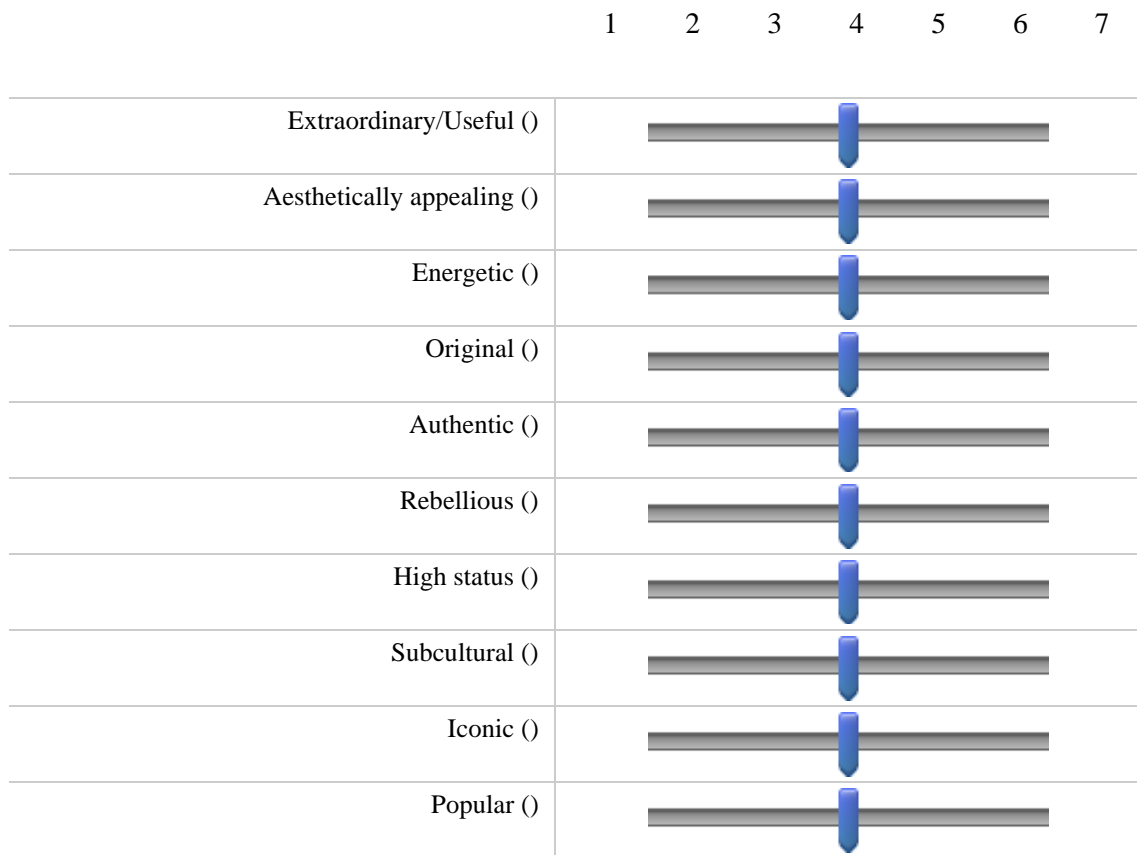 1 2 3 4 5 6 7
Extraordinary/Useful ()
Aesthetically appealing ()
Energetic ()
Original ()
Authentic ()
Rebellious ()
High status ()
Subcultural ()
Iconic ()
Popular ()